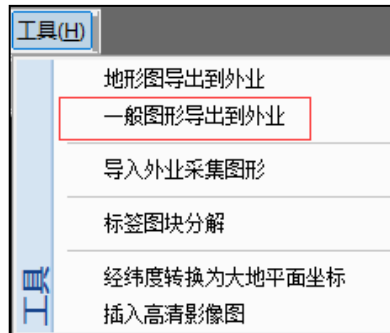 工具(H)
地形图导出到外业
一般图形导出到外业
导入外业采集图形
标签图块分解
经纬度转换为大地平面坐标
插入高清影像图
工具